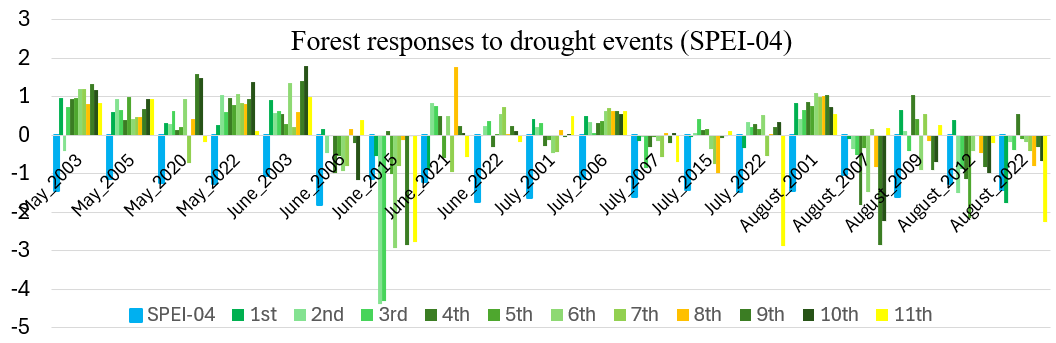 Forest responses to drought events (SPEI-04)
3
2
1
0
-1
-2
-3
-4
-5
May_2003
May_2005
May_2020
May_2022
June_2003
June_2006
June_2015
June_2021
June_2022
July_2001
July_2006
July_2007
July_2015
July_2022
August_2001
August_2007
August_2009
August_2012
August_2022
SPEI-04 1st 2nd 3rd 4th 5th 6th 7th 8th 9th 10th 11th